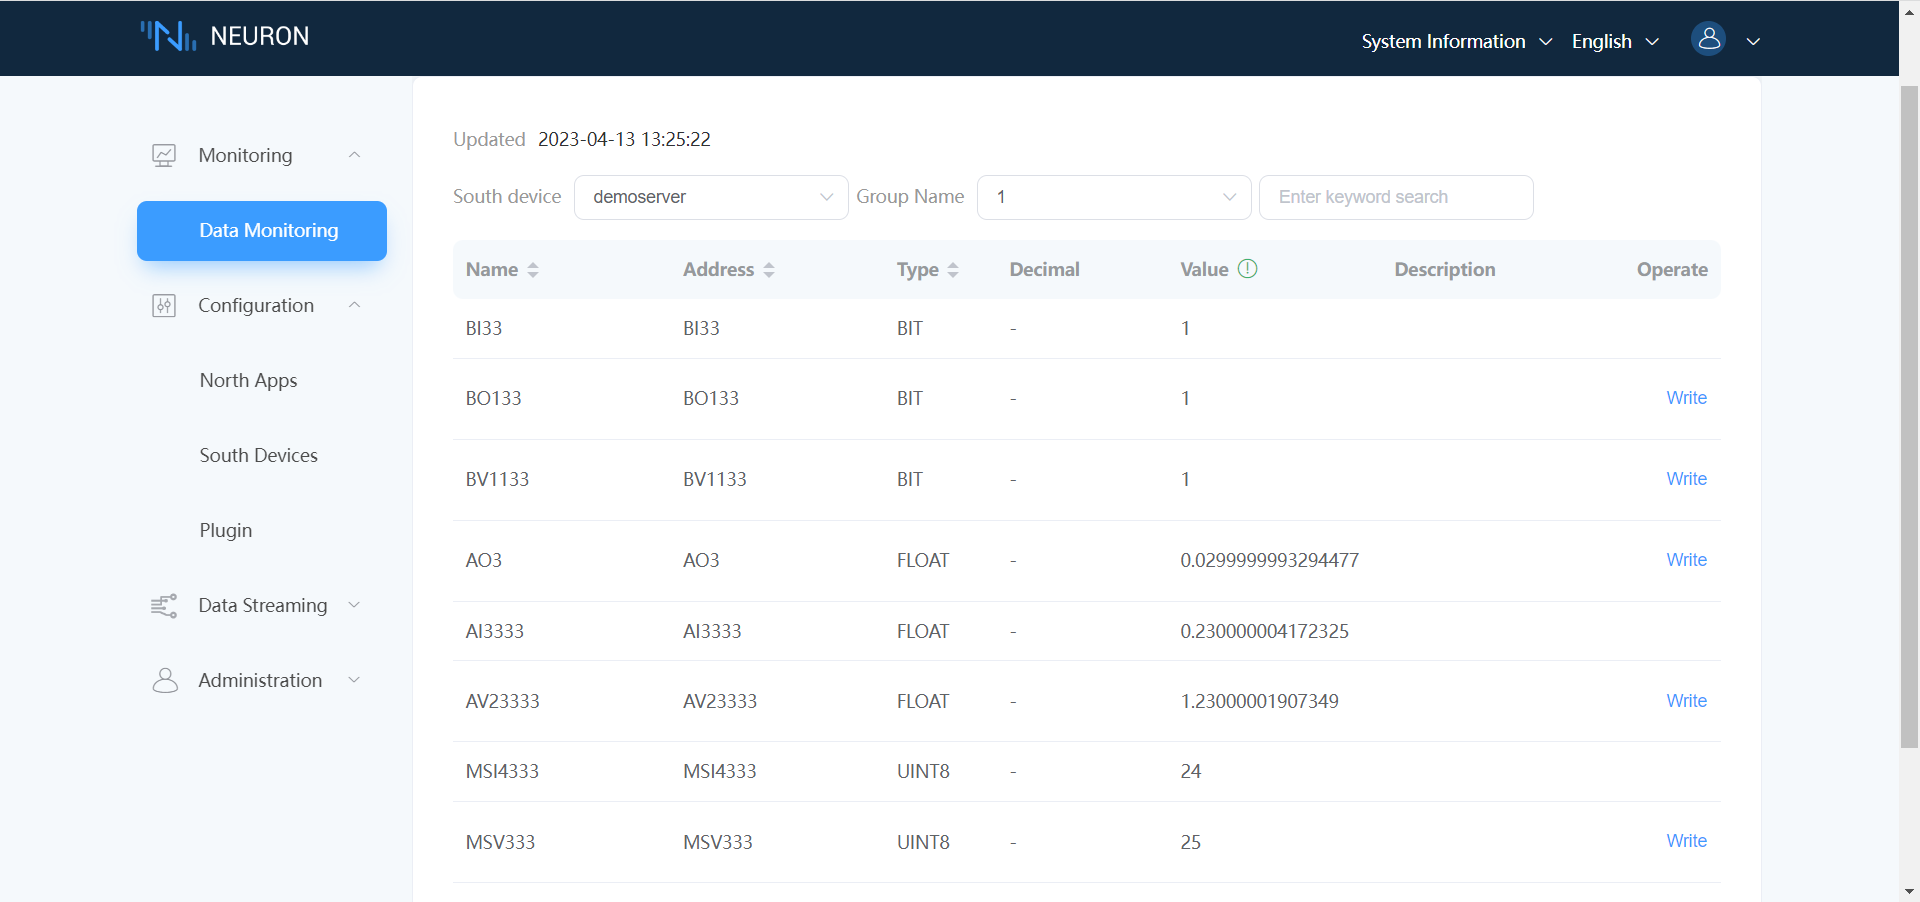 NEURON
System Information English
Monitoring
Data Monitoring
Configuration
North Apps
South Devices
Plugin
Data Streaming
Administration
Updated 2023-04-13 13:25:22
South device demoserver Group Name 1 Enter keyword search
Name Address Type Decimal Value Description Operate
BI33 BI33 BIT - 1
BO133 BO133 BIT - 1 Write
BV1133 BV1133 BIT - 1 Write
AO3 AO3 FLOAT - 0.0299999993294477 Write
AI3333 AI3333 FLOAT - 0.230000004172325
AV23333 AV23333 FLOAT - 1.23000001907349 Write
MSI4333 MSI4333 UINT8 - 24
MSV333 MSV333 UINT8 - 25 Write